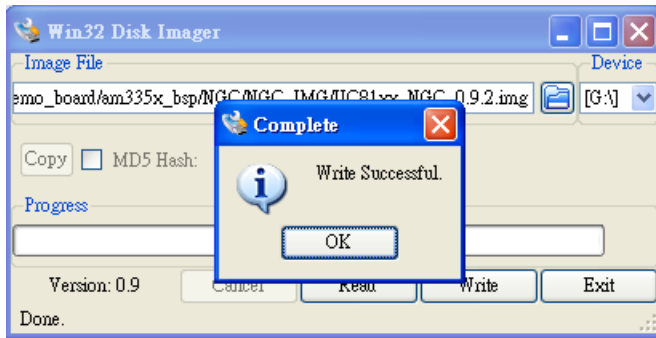 Win32 Disk Imager
Image File
Device
emo_board/am335x_bsp/NGC/NGC_IMG/UC81xx_NGC_0.9.2.img
[G:\]
Complete
Copy
MD5 Hash:
Write Successful.
Progress
OK
Version: 0.9
Cancel
Read
Write
Exit
Done.